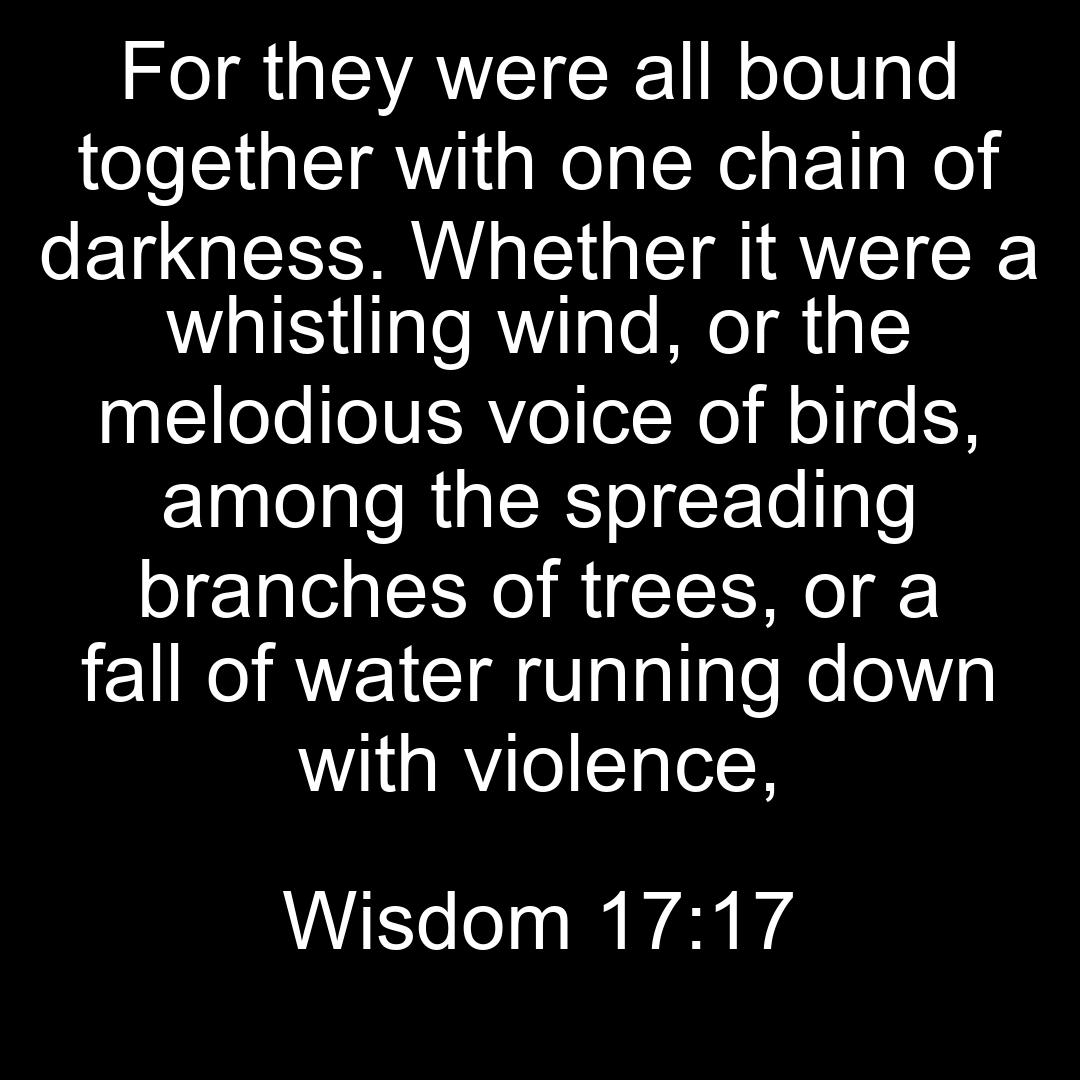 For they were all bound
together with one chain of
darkness. Whether it were a
whistling wind, or the
melodious voice of birds,
among the spreading
branches of trees, or a
fall of water running down
with violence,
Wisdom 17:17